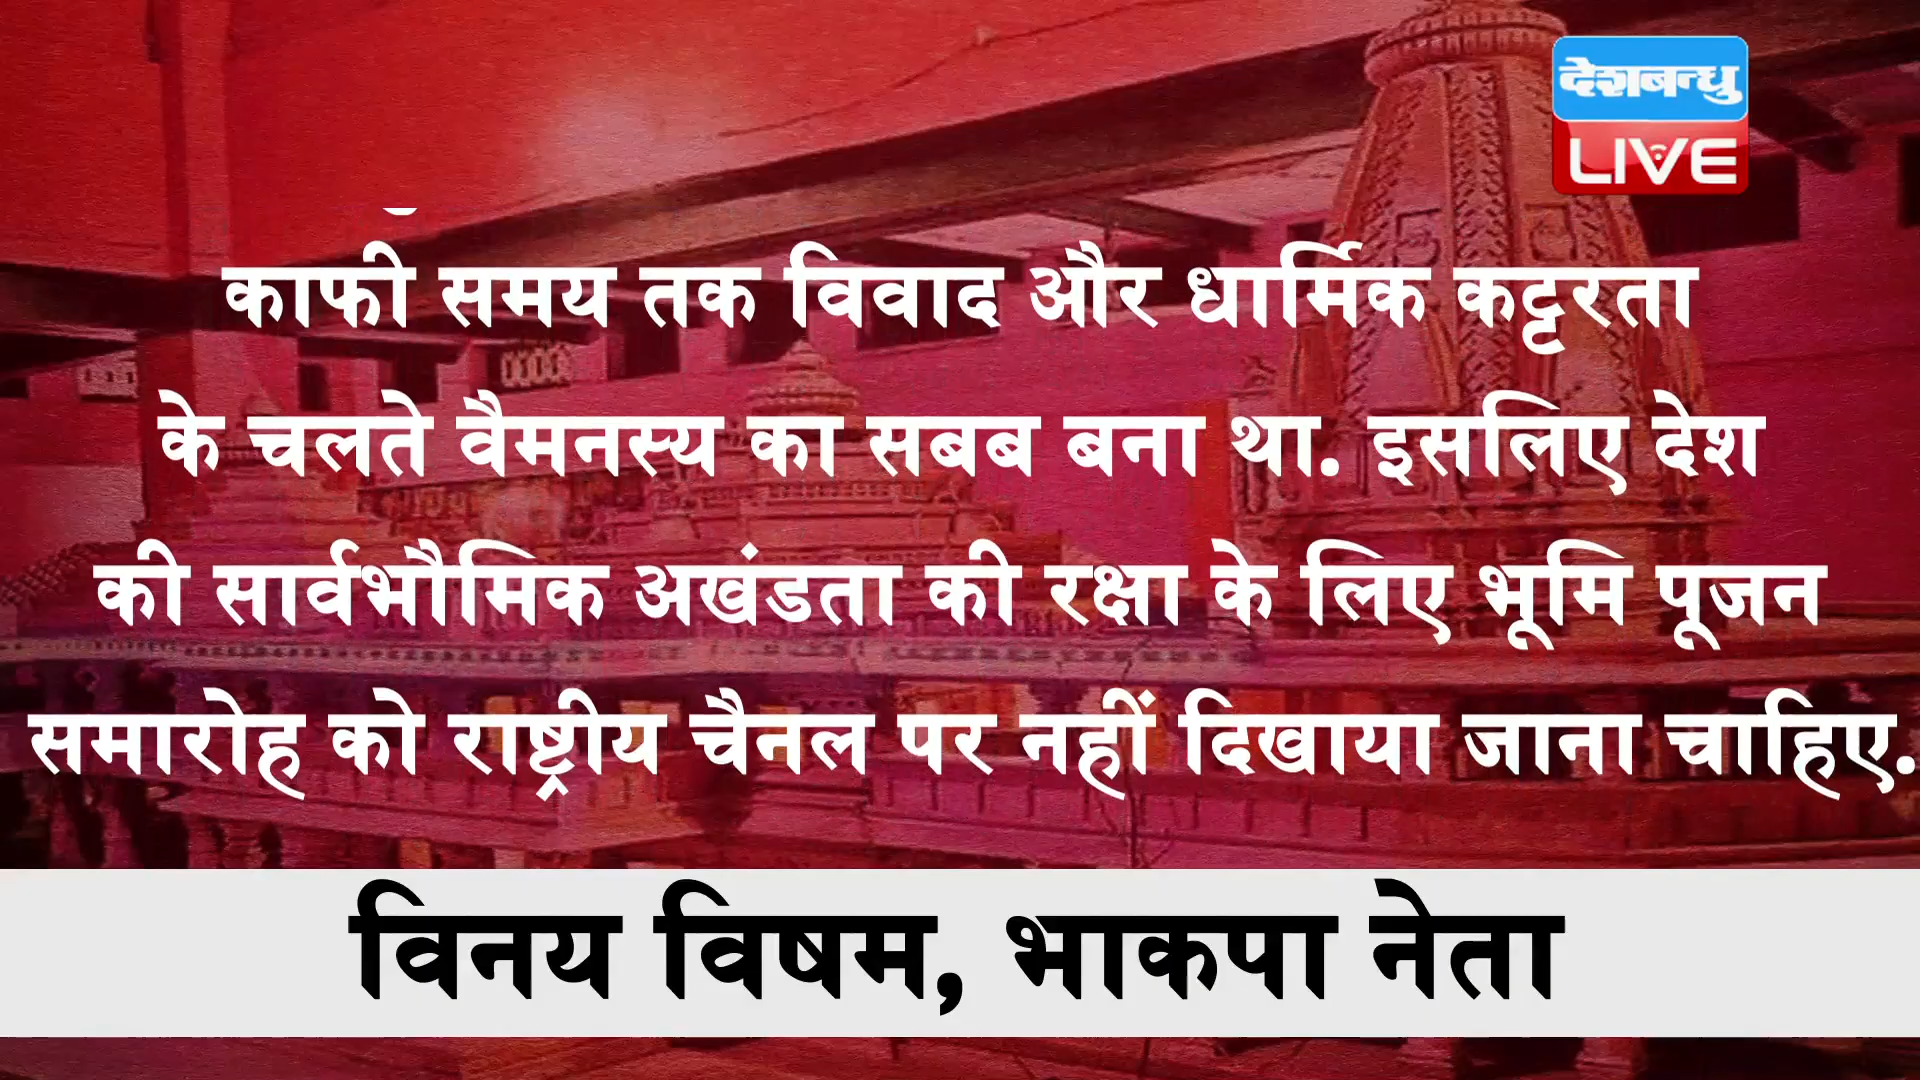 देशबन्धु
LIVE
काफी समय तक विवाद और धार्मिक कट्टरता
के चलते वैमनस्य का सबब बना था. इसलिए देश
की सार्वभौमिक अखंडता की रक्षा के लिए भूमि पूजन
समारोह को राष्ट्रीय चैनल पर नहीं दिखाया जाना चाहिए.
विनय विषम, भाकपा नेता